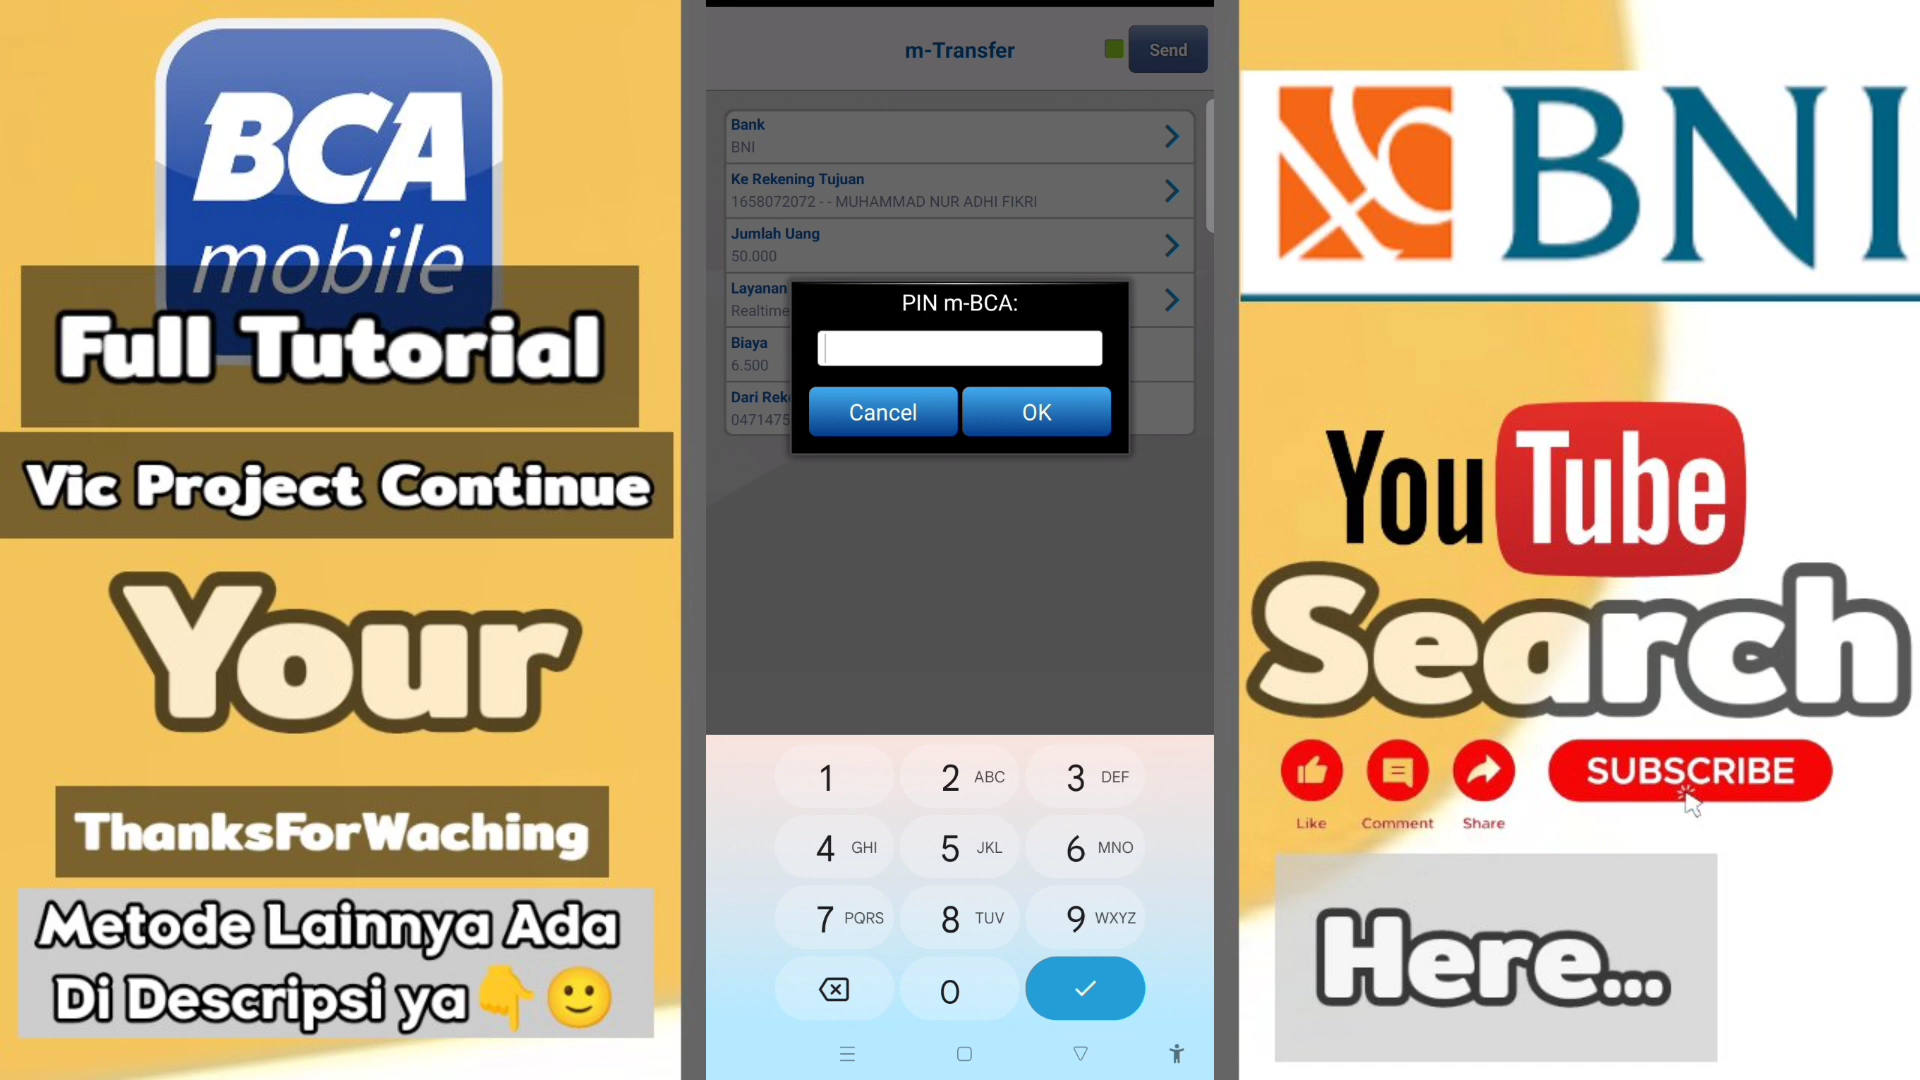 BCA
mobile
Full Tutorial
Vic Project Continue
Your
ThanksForWaching
Metode Lainnya Ada
Di Descripsi ya👇🙂
m-Transfer
Send
Bank
BNI
Ke Rekening Tujuan
1658072072 - - MUHAMMAD NUR ADHI FIKRI
Jumlah Uang
50.000
Layanan
Realtime
Biaya
6.500
Dari Reke
0471475
PIN m-BCA:
Cancel
OK
1
2 ABC
3 DEF
4 GHI
5 JKL
6 MNO
7 PQRS
8 TUV
9 WXYZ
0
BNI
YouTube
Search
Like
Comment
Share
SUBSCRIBE
Here...